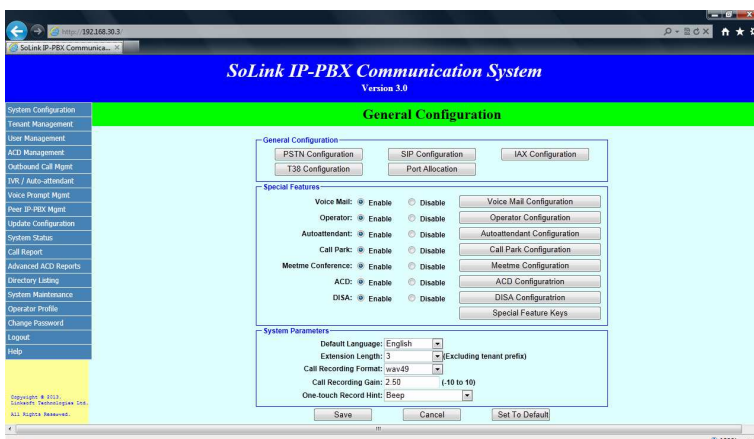 http://192.168.30.3
SoLink IP-PBX Communica...
SoLink IP-PBX Communication System
Version 3.0
System Configuration
Tenant Management
User Management
ACD Management
Outbound Call Mgmt
IVR / Auto-attendant
Voice Prompt Mgmt
Peer IP-PBX Mgmt
Update Configuration
System Status
Call Report
Advanced ACD Reports
Directory Listing
System Maintenance
Operator Profile
Change Password
Logout
Help
Copyright © 2013.
Linksoft Technologies Ltd.
All Rights Reserved.
General Configuration
General Configuration
PSTN Configuration SIP Configuration IAX Configuration
T38 Configuration Port Allocation
Special Features
Voice Mail: Enable Disable Voice Mail Configuration
Operator: Enable Disable Operator Configuration
Autoattendant: Enable Disable Autoattendant Configuration
Call Park: Enable Disable Call Park Configuration
Meetme Conference: Enable Disable Meetme Configuration
ACD: Enable Disable ACD Configuratrion
DISA: Enable Disable DISA Configuratrion
Special Feature Keys
System Parameters
Default Language: English
Extension Length: 3 (Excluding tenant prefix)
Call Recording Format: wav49
Call Recording Gain: 2.50 (-10 to 10)
One-touch Record Hint: Beep
Save Cancel Set To Default